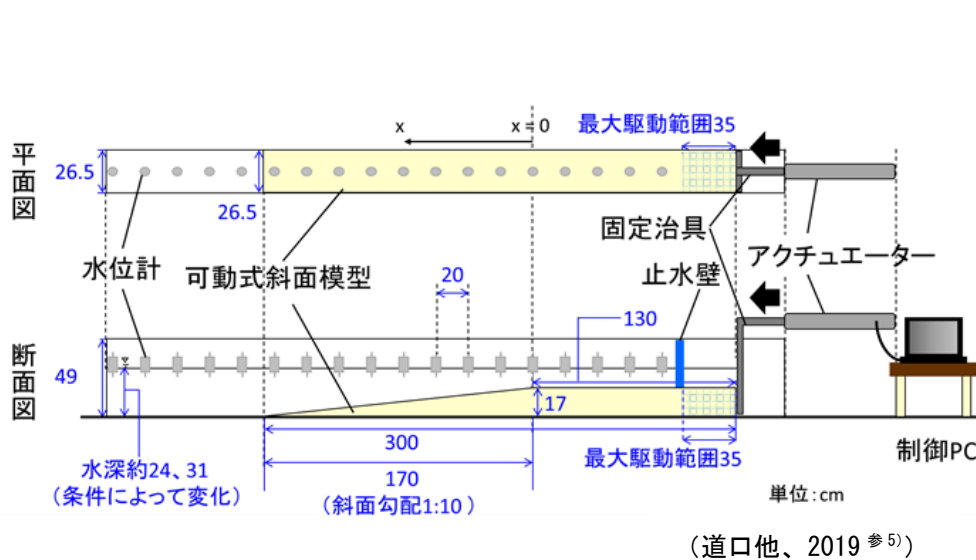 x
x = 0
最大駆動範囲35
平面図
26.5
26.5
固定治具
アクチュエーター
水位計
可動式斜面模型
20
止水壁
130
断面図
49
17
300
最大駆動範囲35
制御PC
水深約24、31
（条件によって変化）
170
（斜面勾配1:10 ）
単位：cm
（道口他、2019 参5)）